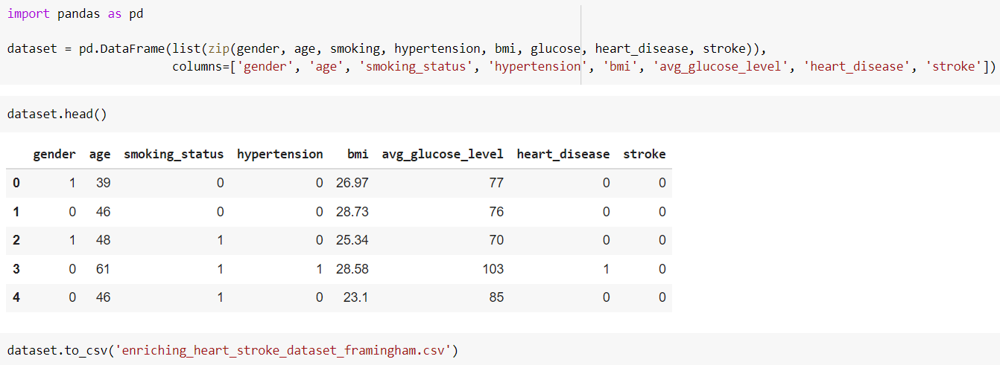 import pandas as pd
dataset = pd.DataFrame(list(zip(gender, age, smoking, hypertension, bmi, glucose, heart_disease, stroke)),
columns=['gender', 'age', 'smoking_status', 'hypertension', 'bmi', 'avg_glucose_level', 'heart_disease', 'stroke'])
dataset.head()
gender age smoking_status hypertension bmi avg_glucose_level heart_disease stroke
0 1 39 0 0 26.97 77 0 0
1 0 46 0 0 28.73 76 0 0
2 1 48 1 0 25.34 70 0 0
3 0 61 1 1 28.58 103 1 0
4 0 46 1 0 23.1 85 0 0
dataset.to_csv('enriching_heart_stroke_dataset_framingham.csv')